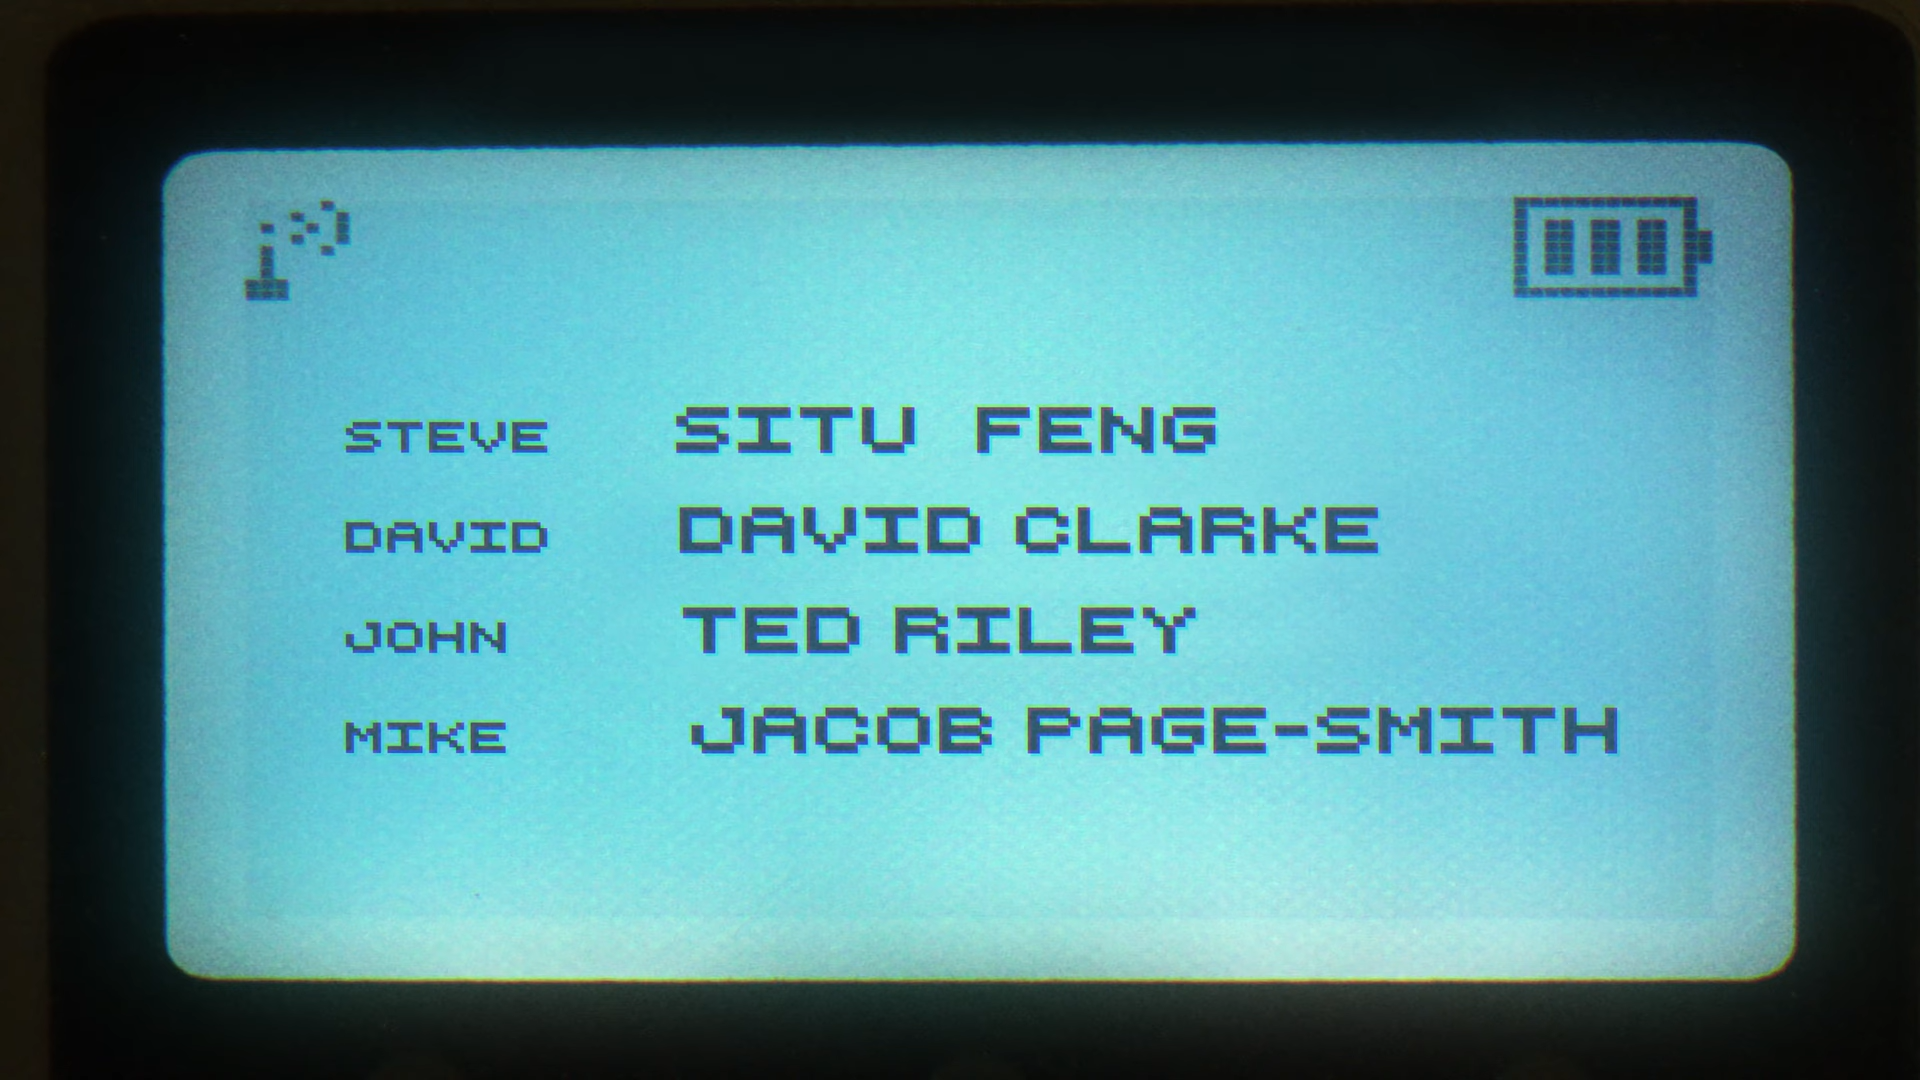 STEVE SITU FENG
DAVID DAVID CLARKE
JOHN TED RILEY
MIKE JACOB PAGE-SMITH